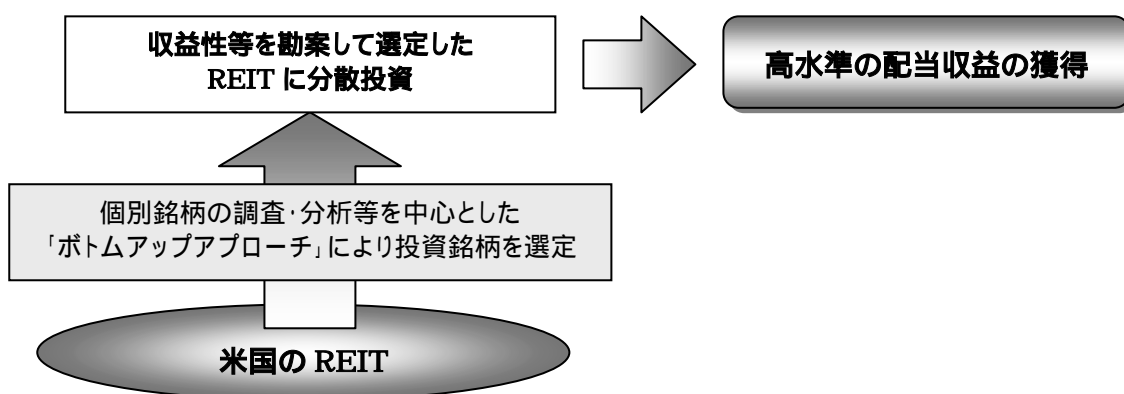 収益性等を勘案して選定した
REIT に分散投資
高水準の配当収益の獲得
個別銘柄の調査･分析等を中心とした
｢ボトムアップアプローチ｣により投資銘柄を選定
米国の REIT